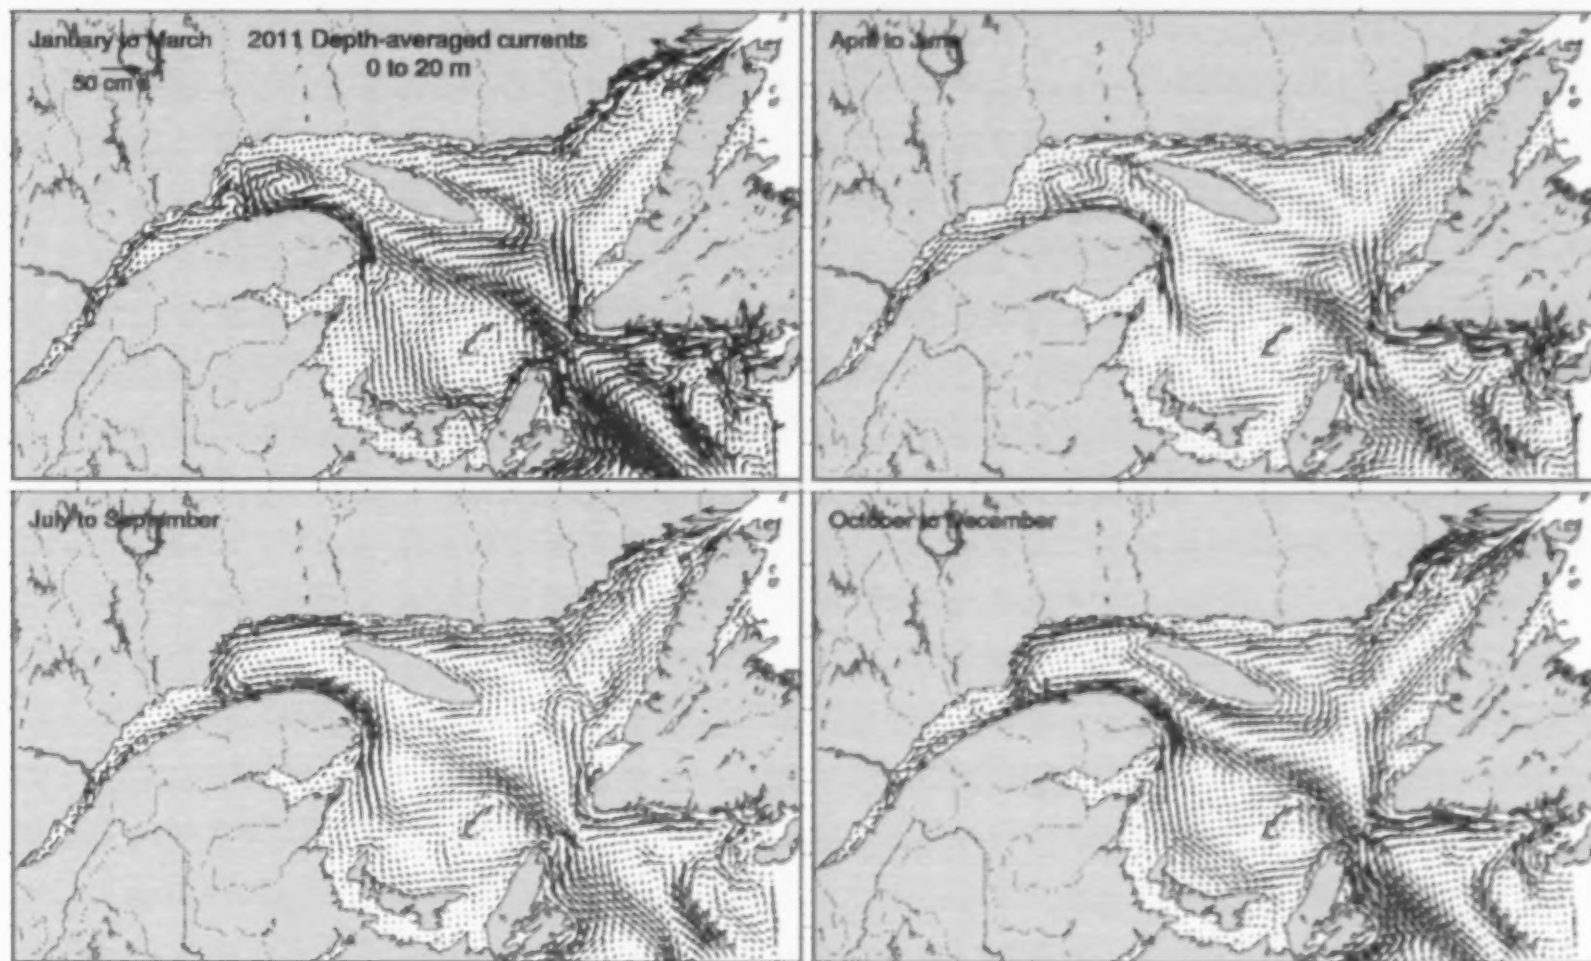 January to March
2011 Depth-averaged currents
0 to 20 m
50 cm s
April to June
July to September
October to December